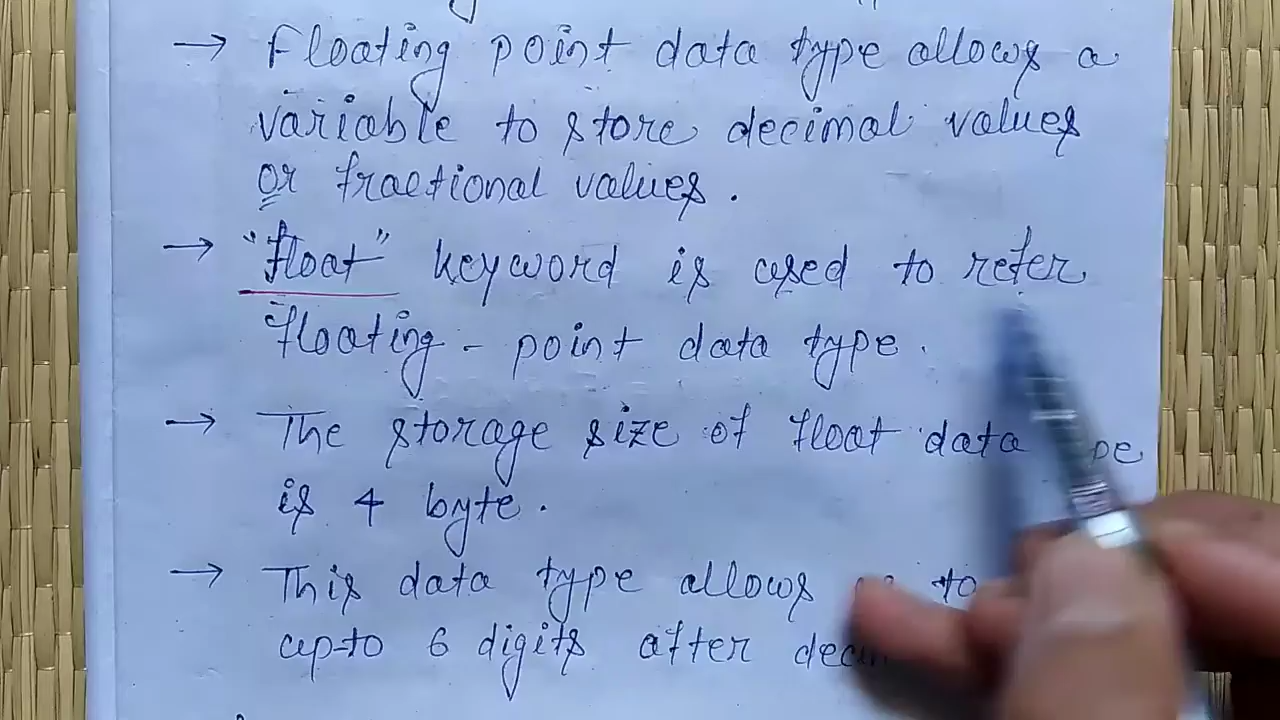 → Floating point data type allows a
variable to store decimal values
or fractional values.
→ "float" keyword is used to refer
floating-point data type.
→ The storage size of float data
is 4 byte.
→ This data type allows to
up-to 6 digits after